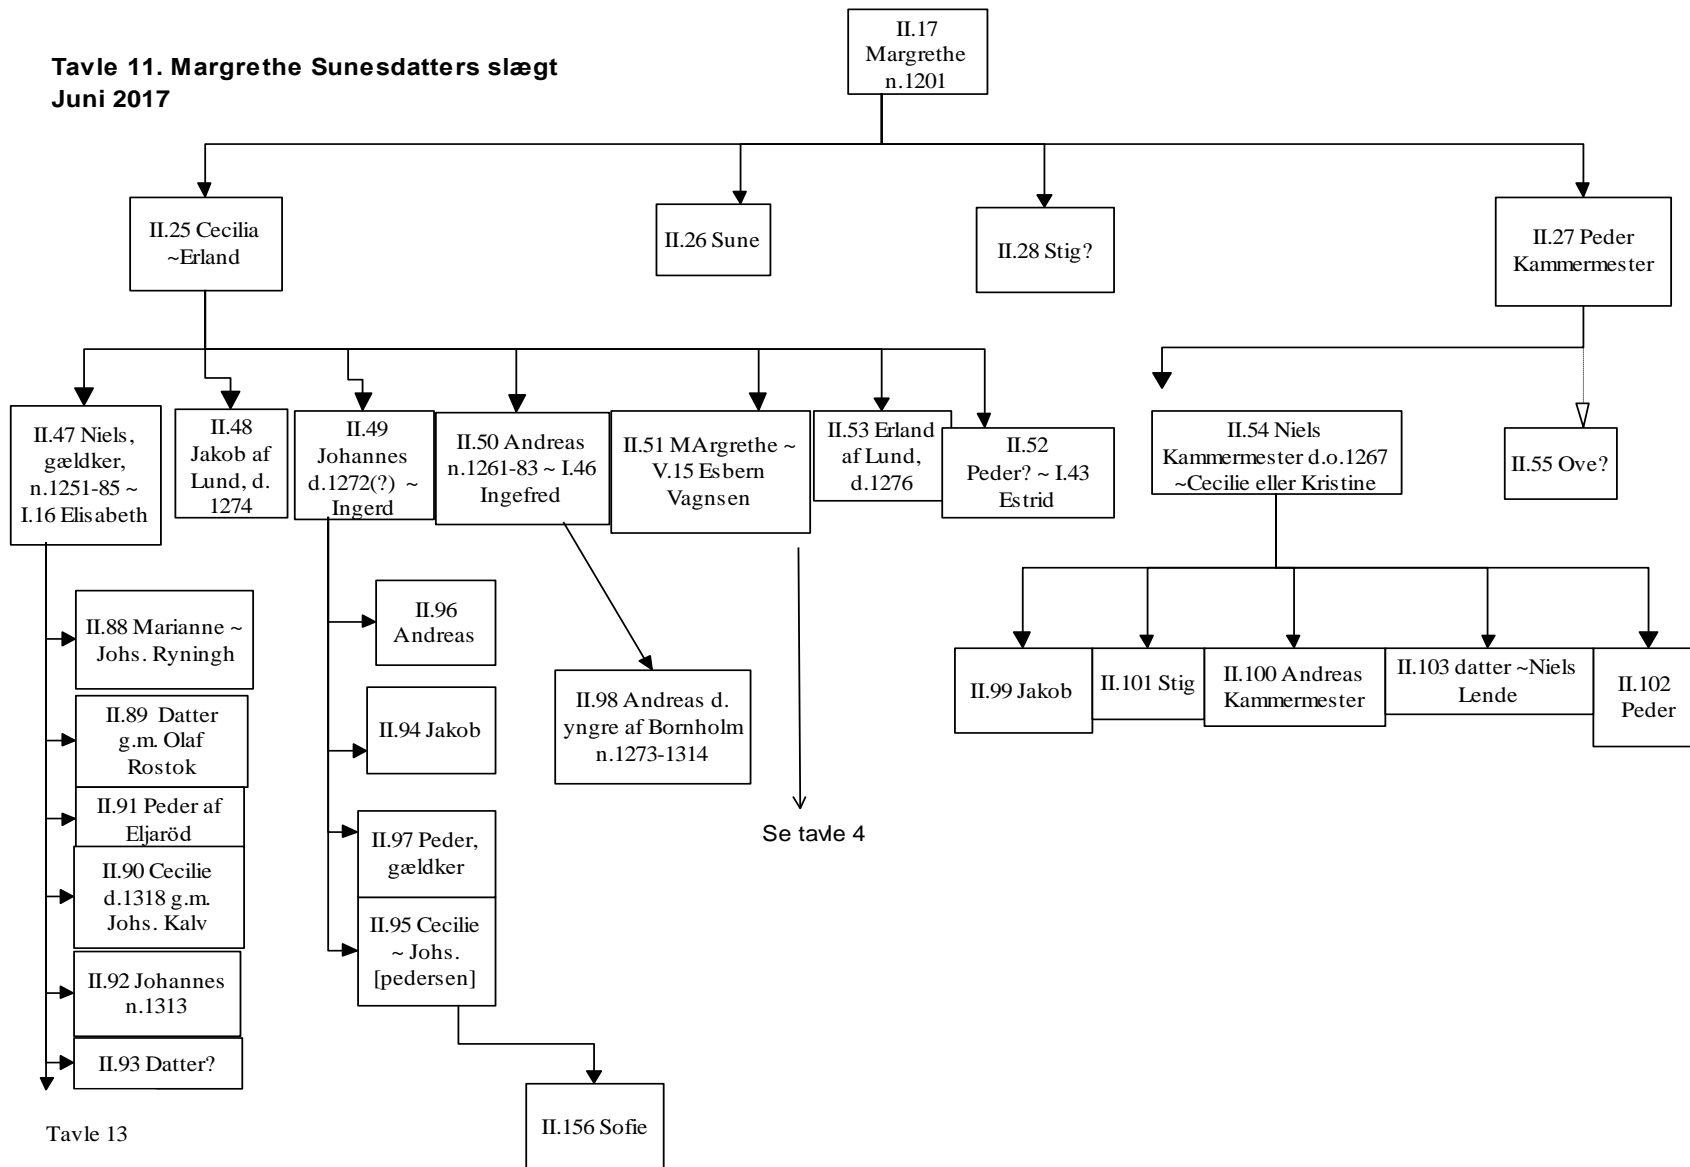 Tavle 11. Margrethe Sunesdatters slægt
Juni 2017
II.17
Margrethe
n.1201
II.25 Cecilia
~Erland
II.26 Sune
II.28 Stig?
II.27 Peder
Kammermester
II.47 Niels,
gældker,
n.1251-85 ~
I.16 Elisabeth
II.48
Jakob af
Lund, d.
1274
II.49
Johannes
d.1272(?) ~
Ingerd
II.50 Andreas
n.1261-83 ~ I.46
Ingefred
II.51 MArgrethe ~
V.15 Esbern
Vagnsen
II.53 Erland
af Lund,
d.1276
II.52
Peder? ~ I.43
Estrid
II.54 Niels
Kammermester d.o.1267
~Cecilie eller Kristine
II.55 Ove?
II.88 Marianne ~
Johs. Ryningh
II.89 Datter
g.m. Olaf
Rostok
II.91 Peder af
Eljaröd
II.90 Cecilie
d.1318 g.m.
Johs. Kalv
II.92 Johannes
n.1313
II.93 Datter?
Tavle 13
II.96
Andreas
II.94 Jakob
II.97 Peder,
gældker
II.95 Cecilie
~ Johs.
[pedersen]
II.156 Sofie
II.98 Andreas d.
yngre af Bornholm
n.1273-1314
Se tavle 4
II.99 Jakob
II.101 Stig
II.100 Andreas
Kammermester
II.103 datter ~Niels
Lende
II.102
Peder